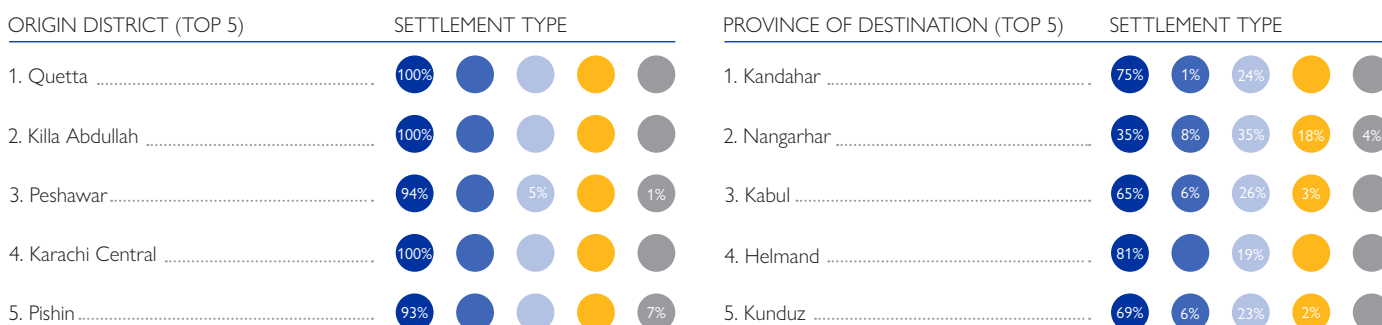 ORIGIN DISTRICT (TOP 5) SETTLEMENT TYPE
1. Quetta 100%
2. Killa Abdullah 100%
3. Peshawar 94% 5% 1%
4. Karachi Central 100%
5. Pishin 93% 7%
PROVINCE OF DESTINATION (TOP 5) SETTLEMENT TYPE
1. Kandahar 75% 1% 24%
2. Nangarhar 35% 8% 35% 18% 4%
3. Kabul 65% 6% 26% 3%
4. Helmand 81% 19%
5. Kunduz 69% 6% 23% 2%